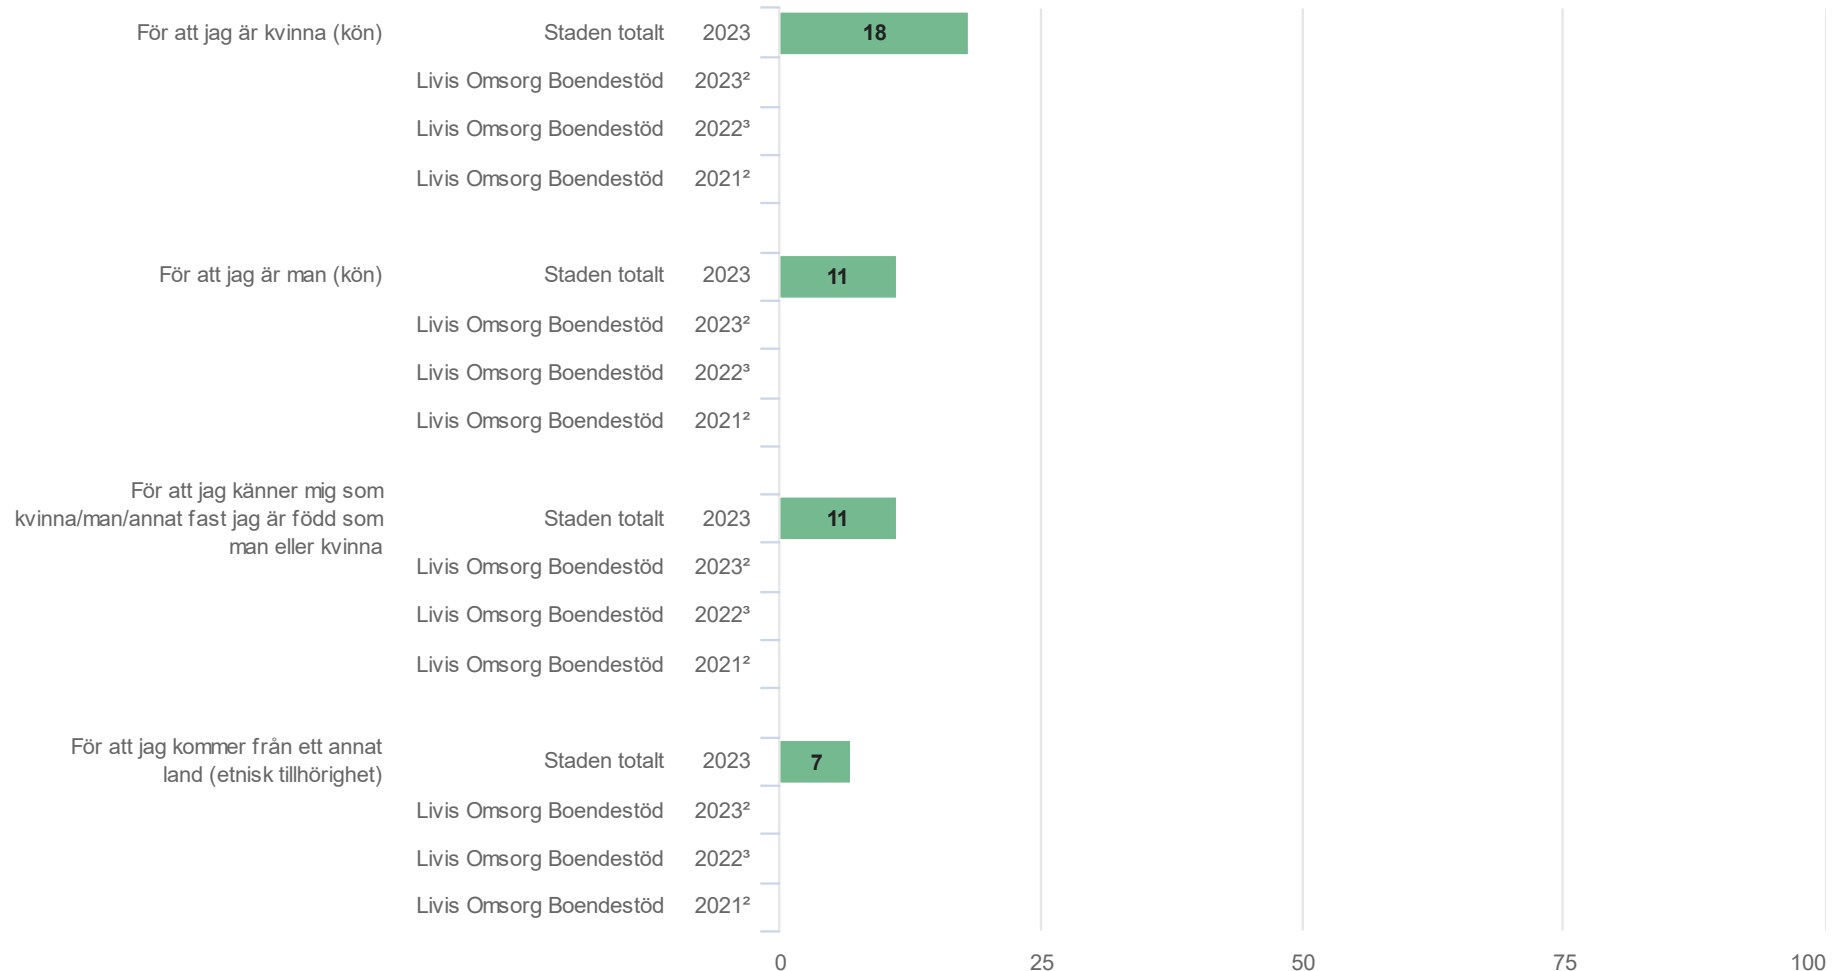 För att jag är kvinna (kön) Staden totalt 2023 18
Livis Omsorg Boendestöd 2023²
Livis Omsorg Boendestöd 2022³
Livis Omsorg Boendestöd 2021²
För att jag är man (kön) Staden totalt 2023 11
Livis Omsorg Boendestöd 2023²
Livis Omsorg Boendestöd 2022³
Livis Omsorg Boendestöd 2021²
För att jag känner mig som
kvinna/man/annat fast jag är född som Staden totalt 2023 11
man eller kvinna
Livis Omsorg Boendestöd 2023²
Livis Omsorg Boendestöd 2022³
Livis Omsorg Boendestöd 2021²
För att jag kommer från ett annat
land (etnisk tillhörighet) Staden totalt 2023 7
Livis Omsorg Boendestöd 2023²
Livis Omsorg Boendestöd 2022³
Livis Omsorg Boendestöd 2021²
0 25 50 75 100